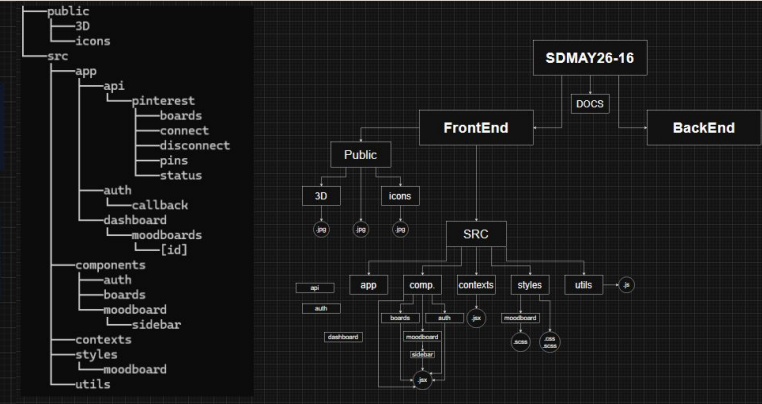 public
3D
icons
src
app
api
pinterest
boards
connect
disconnect
pins
status
auth
callback
dashboard
moodboards
[id]
components
auth
boards
moodboard
sidebar
contexts
styles
moodboard
utils
SDMAY26-16
DOCS
FrontEnd
BackEnd
Public
3D
icons
.jpg
.jpg
.jpg
SRC
app
comp.
contexts
styles
utils
.js
api
auth
dashboard
boards
auth
.jsx
moodboard
moodboard
sidebar
.scss
.css
.scss
.jsx